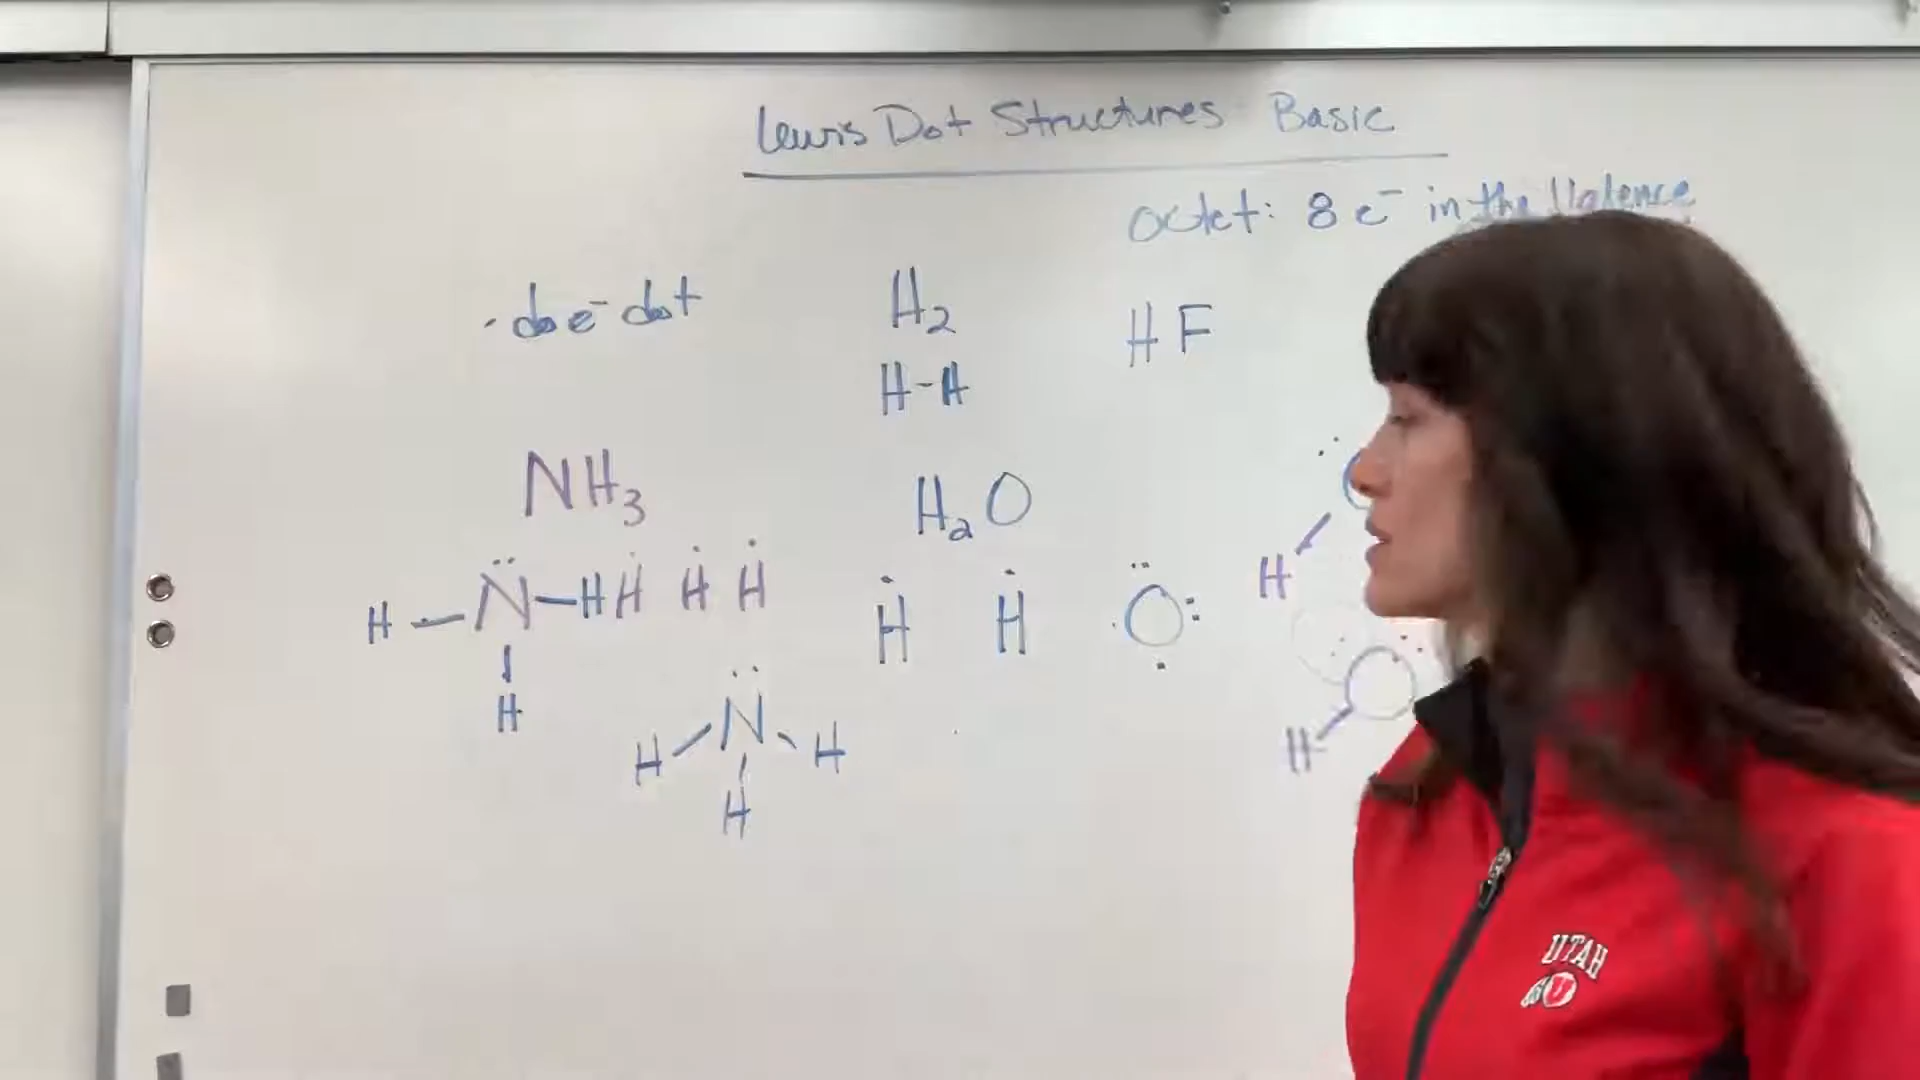 Lewis Dot Structures Basic
octet: 8 e⁻ in the Valence
· do e⁻ dot
H₂
HF
H-H
NH₃
H₂O
H
H — N — H H H H
H H O
H
N
H
H H
H
UTAH
U